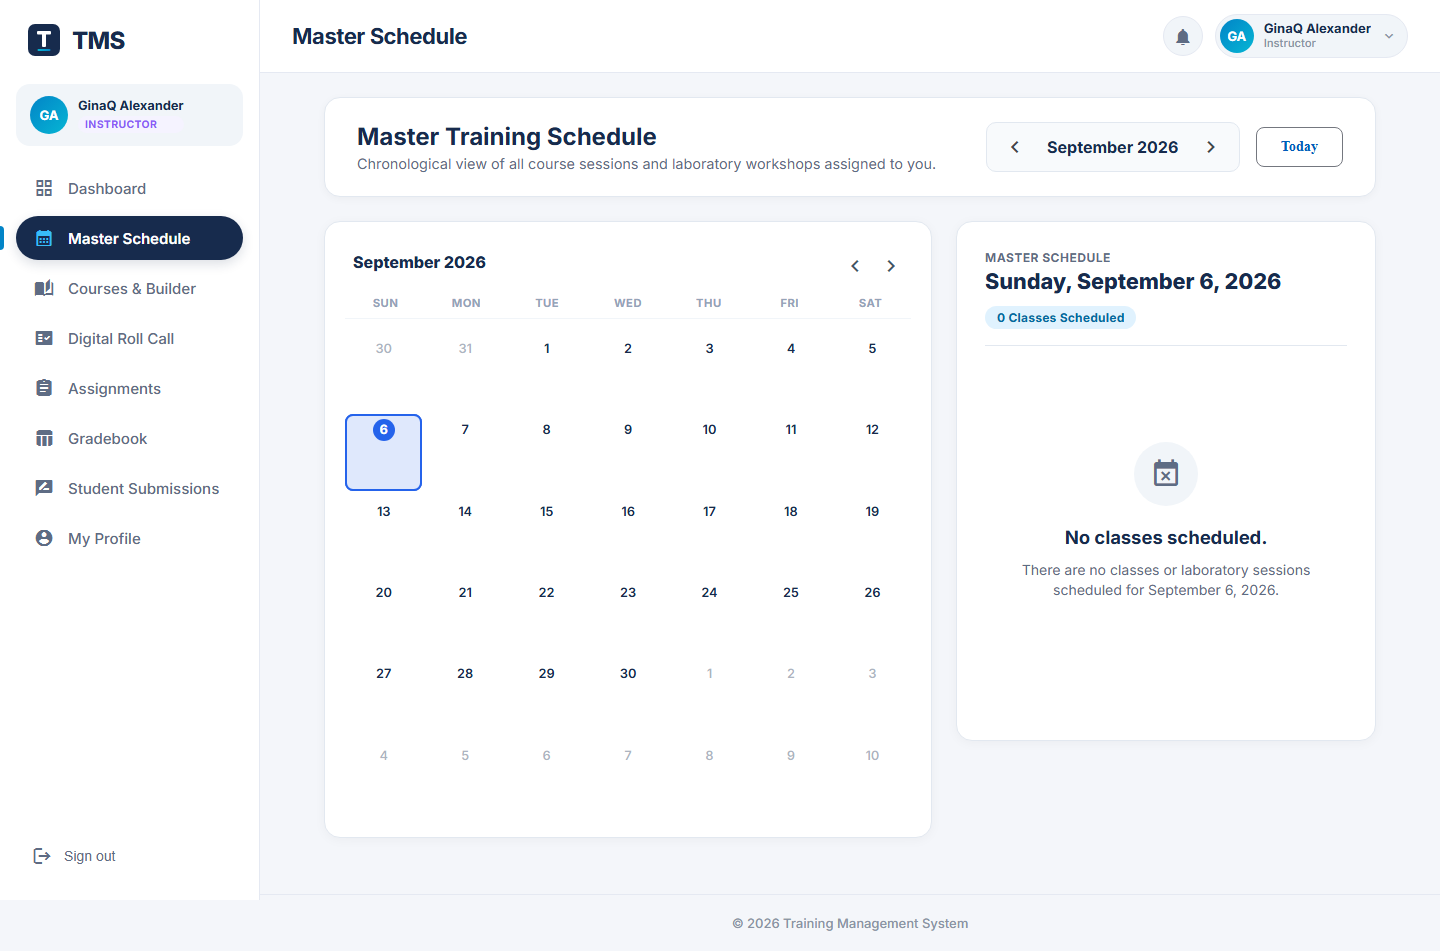 TMS
GA
GinaQ Alexander
INSTRUCTOR
Dashboard
Master Schedule
Courses & Builder
Digital Roll Call
Assignments
Gradebook
Student Submissions
My Profile
Sign out
Master Schedule
GA
GinaQ Alexander
Instructor
Master Training Schedule
Chronological view of all course sessions and laboratory workshops assigned to you.
September 2026
Today
September 2026
SUN MON TUE WED THU FRI SAT
30 31 1 2 3 4 5
6 7 8 9 10 11 12
13 14 15 16 17 18 19
20 21 22 23 24 25 26
27 28 29 30 1 2 3
4 5 6 7 8 9 10
MASTER SCHEDULE
Sunday, September 6, 2026
0 Classes Scheduled
No classes scheduled.
There are no classes or laboratory sessions
scheduled for September 6, 2026.
© 2026 Training Management System